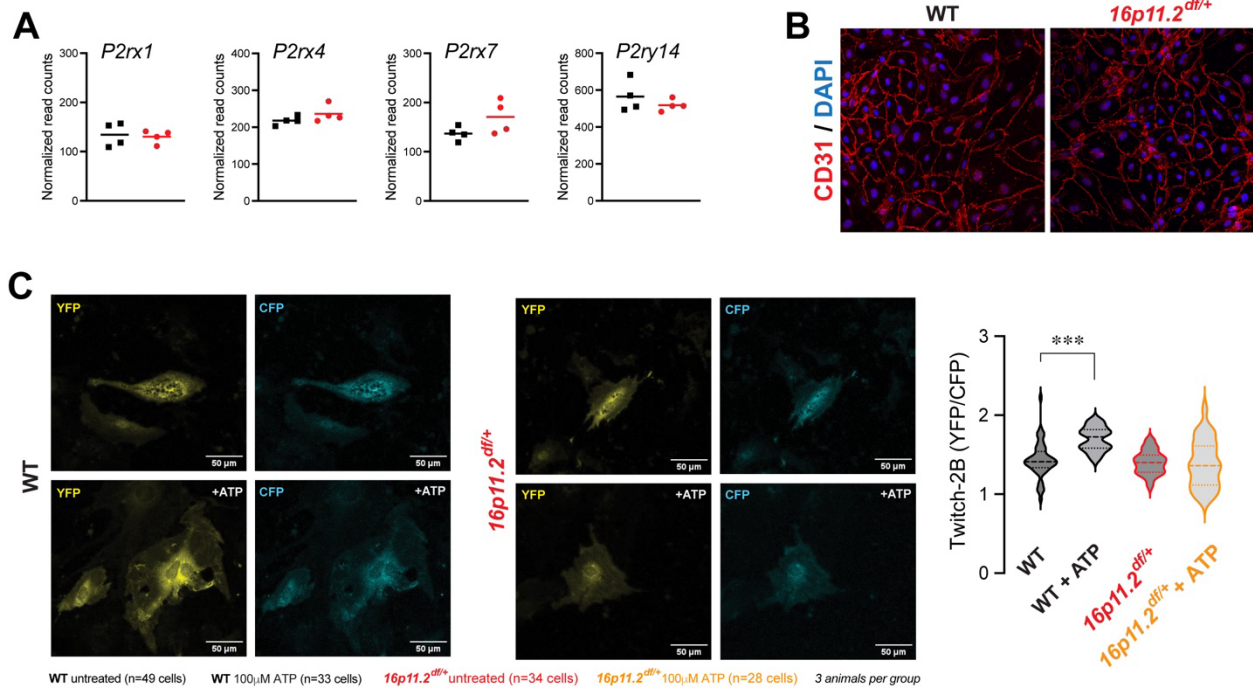 A
P2rx1
Normalized read counts
300
200
100
0
P2rx4
Normalized read counts
400
300
200
100
0
P2rx7
Normalized read counts
300
200
100
0
P2ry14
Normalized read counts
800
600
400
200
0
B
WT
16p11.2df/+
CD31 / DAPI
C
WT
YFP
50 µm
CFP
50 µm
YFP
50 µm
CFP
+ATP
50 µm
16p11.2df/+
YFP
50 µm
CFP
50 µm
YFP
+ATP
50 µm
CFP
+ATP
50 µm
Twitch-2B (YFP/CFP)
3
2
1
0
***
WT
WT + ATP
16p11.2df/+
16p11.2df/+ + ATP
WT untreated (n=49 cells) WT 100µM ATP (n=33 cells) 16p11.2df/+ untreated (n=34 cells) 16p11.2df/+ 100µM ATP (n=28 cells) 3 animals per group